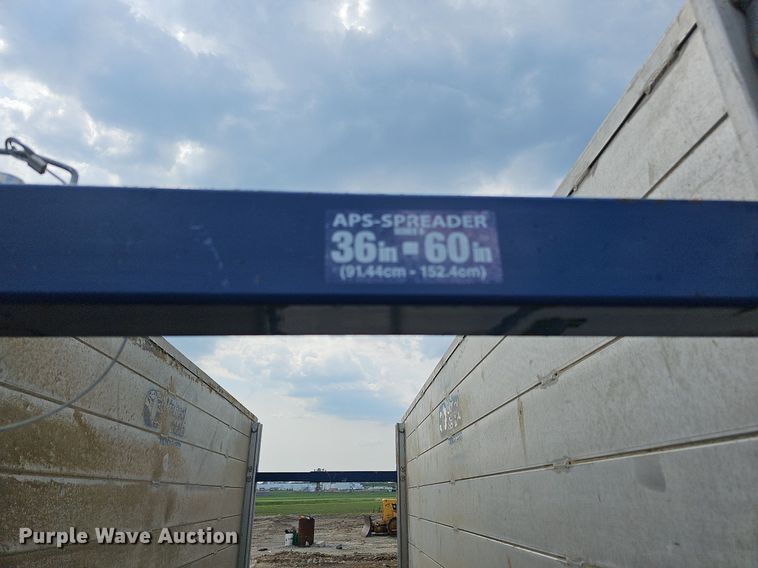 APS-SPREADER
36in - 60in
(91.44cm - 152.4cm)
Purple Wave Auction